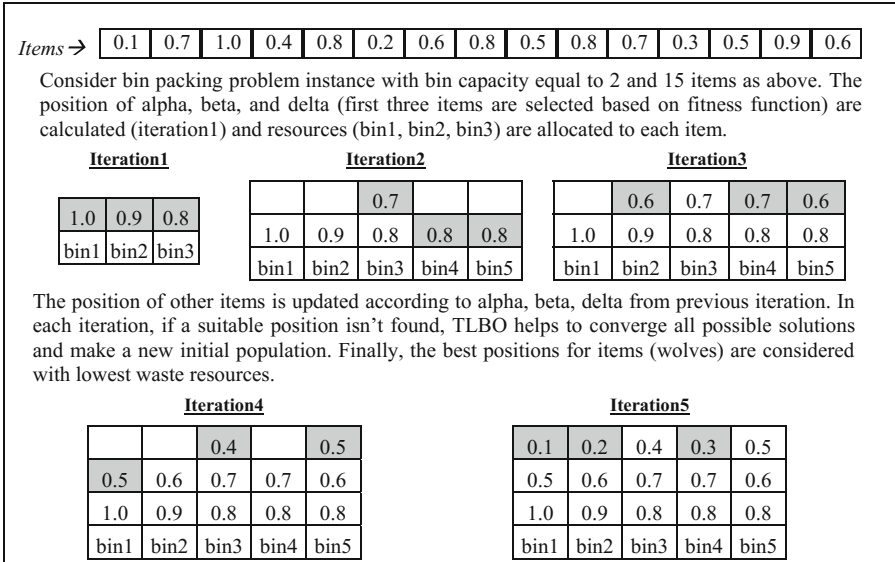 Items → 0.1 0.7 1.0 0.4 0.8 0.2 0.6 0.8 0.5 0.8 0.7 0.3 0.5 0.9 0.6
Consider bin packing problem instance with bin capacity equal to 2 and 15 items as above. The
position of alpha, beta, and delta (first three items are selected based on fitness function) are
calculated (iteration1) and resources (bin1, bin2, bin3) are allocated to each item.
Iteration1
1.0 0.9 0.8
bin1 bin2 bin3
Iteration2
0.7
1.0 0.9 0.8 0.8 0.8
bin1 bin2 bin3 bin4 bin5
Iteration3
0.6 0.7 0.7 0.6
1.0 0.9 0.8 0.8 0.8
bin1 bin2 bin3 bin4 bin5
The position of other items is updated according to alpha, beta, delta from previous iteration. In
each iteration, if a suitable position isn't found, TLBO helps to converge all possible solutions
and make a new initial population. Finally, the best positions for items (wolves) are considered
with lowest waste resources.
Iteration4
0.4 0.5
0.5 0.6 0.7 0.7 0.6
1.0 0.9 0.8 0.8 0.8
bin1 bin2 bin3 bin4 bin5
Iteration5
0.1 0.2 0.4 0.3 0.5
0.5 0.6 0.7 0.7 0.6
1.0 0.9 0.8 0.8 0.8
bin1 bin2 bin3 bin4 bin5